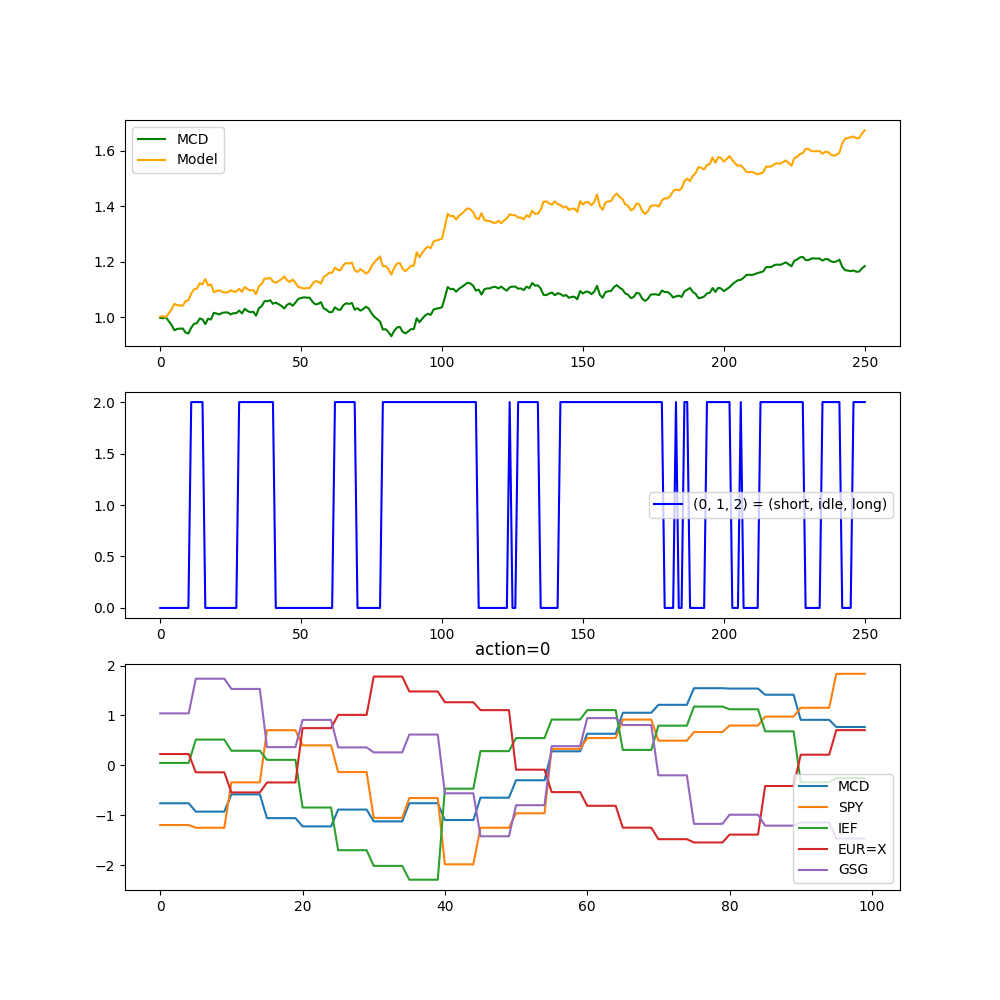 MCD
Model
1.6
1.4
1.2
1.0
0 50 100 150 200 250
2.0
1.5
1.0
0.5
0.0
(0, 1, 2) = (short, idle, long)
0 50 100 150 200 250
action=0
2
1
0
−1
−2
MCD
SPY
IEF
EUR=X
GSG
0 20 40 60 80 100